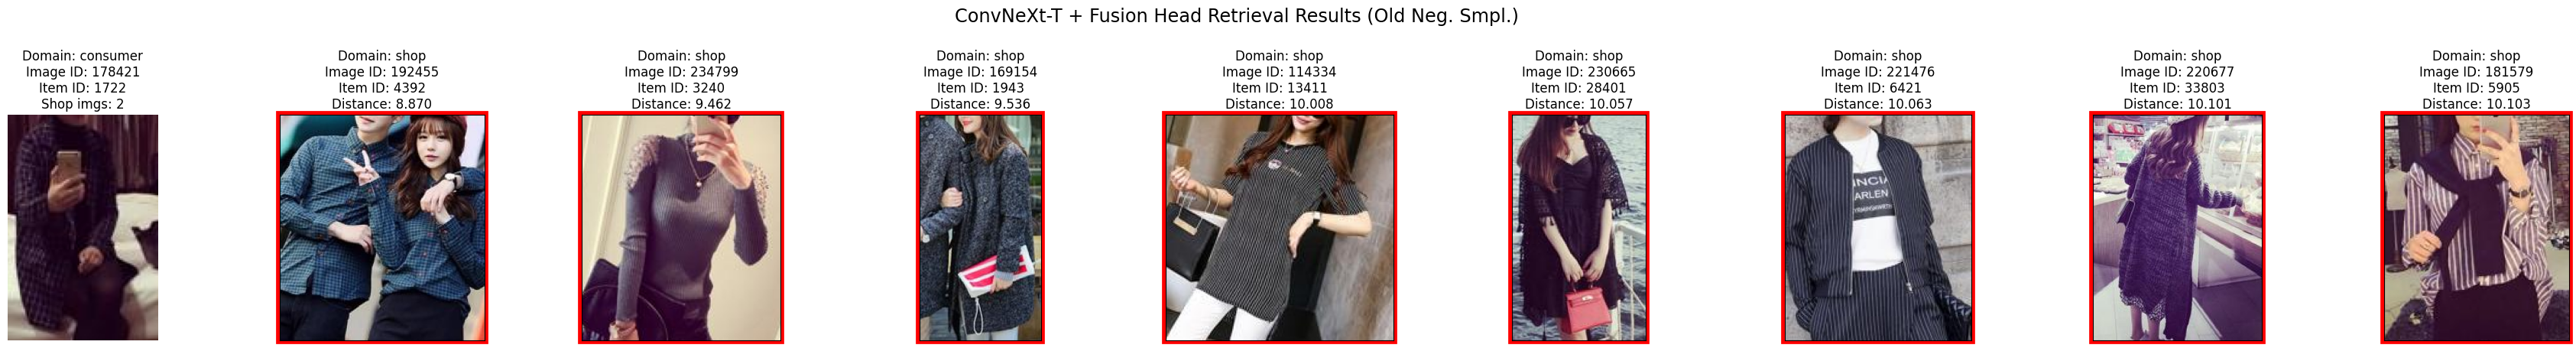 ConvNeXt-T + Fusion Head Retrieval Results (Old Neg. Smpl.)
Domain: consumer
Image ID: 178421
Item ID: 1722
Shop imgs: 2
Domain: shop
Image ID: 192455
Item ID: 4392
Distance: 8.870
Domain: shop
Image ID: 234799
Item ID: 3240
Distance: 9.462
Domain: shop
Image ID: 169154
Item ID: 1943
Distance: 9.536
Domain: shop
Image ID: 114334
Item ID: 13411
Distance: 10.008
Domain: shop
Image ID: 230665
Item ID: 28401
Distance: 10.057
Domain: shop
Image ID: 221476
Item ID: 6421
Distance: 10.063
INCIA
ARLEN
Domain: shop
Image ID: 220677
Item ID: 33803
Distance: 10.101
Domain: shop
Image ID: 181579
Item ID: 5905
Distance: 10.103